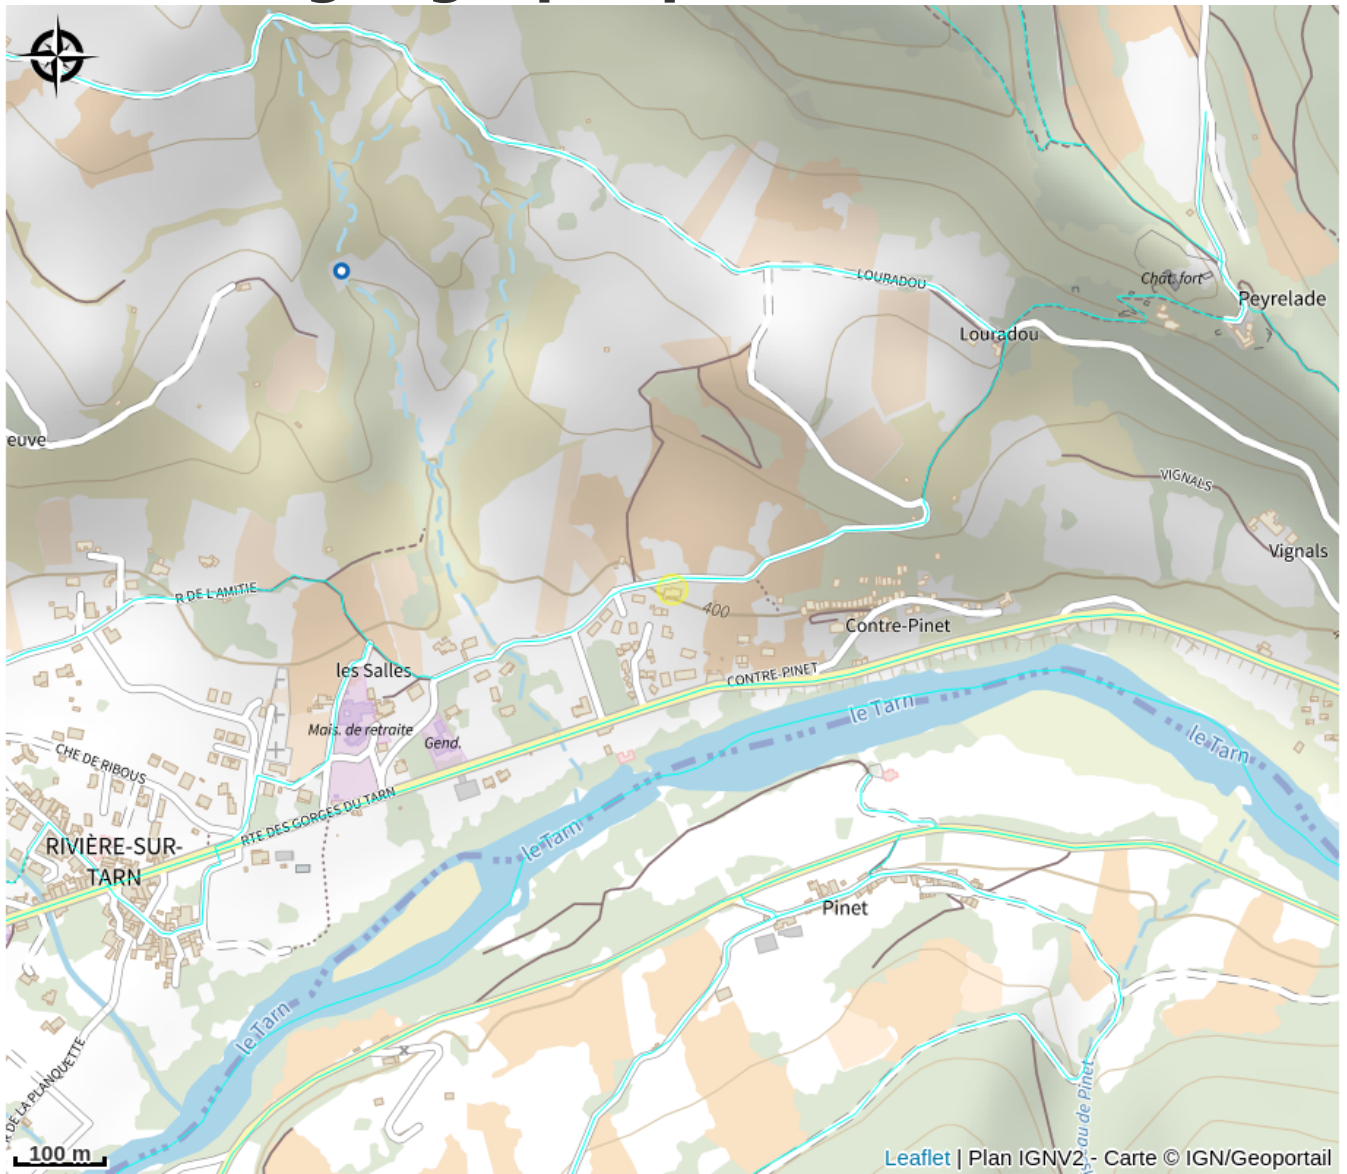 LOURADOU
Chât. fort
Peyrelade
Louradou
euve
VIGNALS
Vignals
R DE L'AMITIE
400
Contre-Pinet
les Salles
CONTRE-PINET
le Tarn
le Tarn
Mais. de retraite
Gend.
CHE DE RIBOUS
RTE DES GORGES DU TARN
le Tarn
RIVIÈRE-SUR-
TARN
Pinet
le Tarn
DE LA PLANQUETTE
au de Pinet
100 m
Leaflet | Plan IGNV2 - Carte © IGN/Geoportail